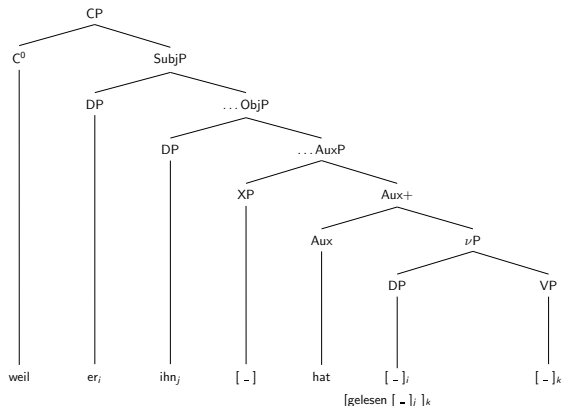 CP
C⁰ SubjP
DP …ObjP
DP …AuxP
XP Aux+
Aux νP
DP VP
weil erᵢ ihnⱼ [ _ ] hat [ _ ]ᵢ [ _ ]ₖ
[gelesen [ _ ]ⱼ ]ₖ